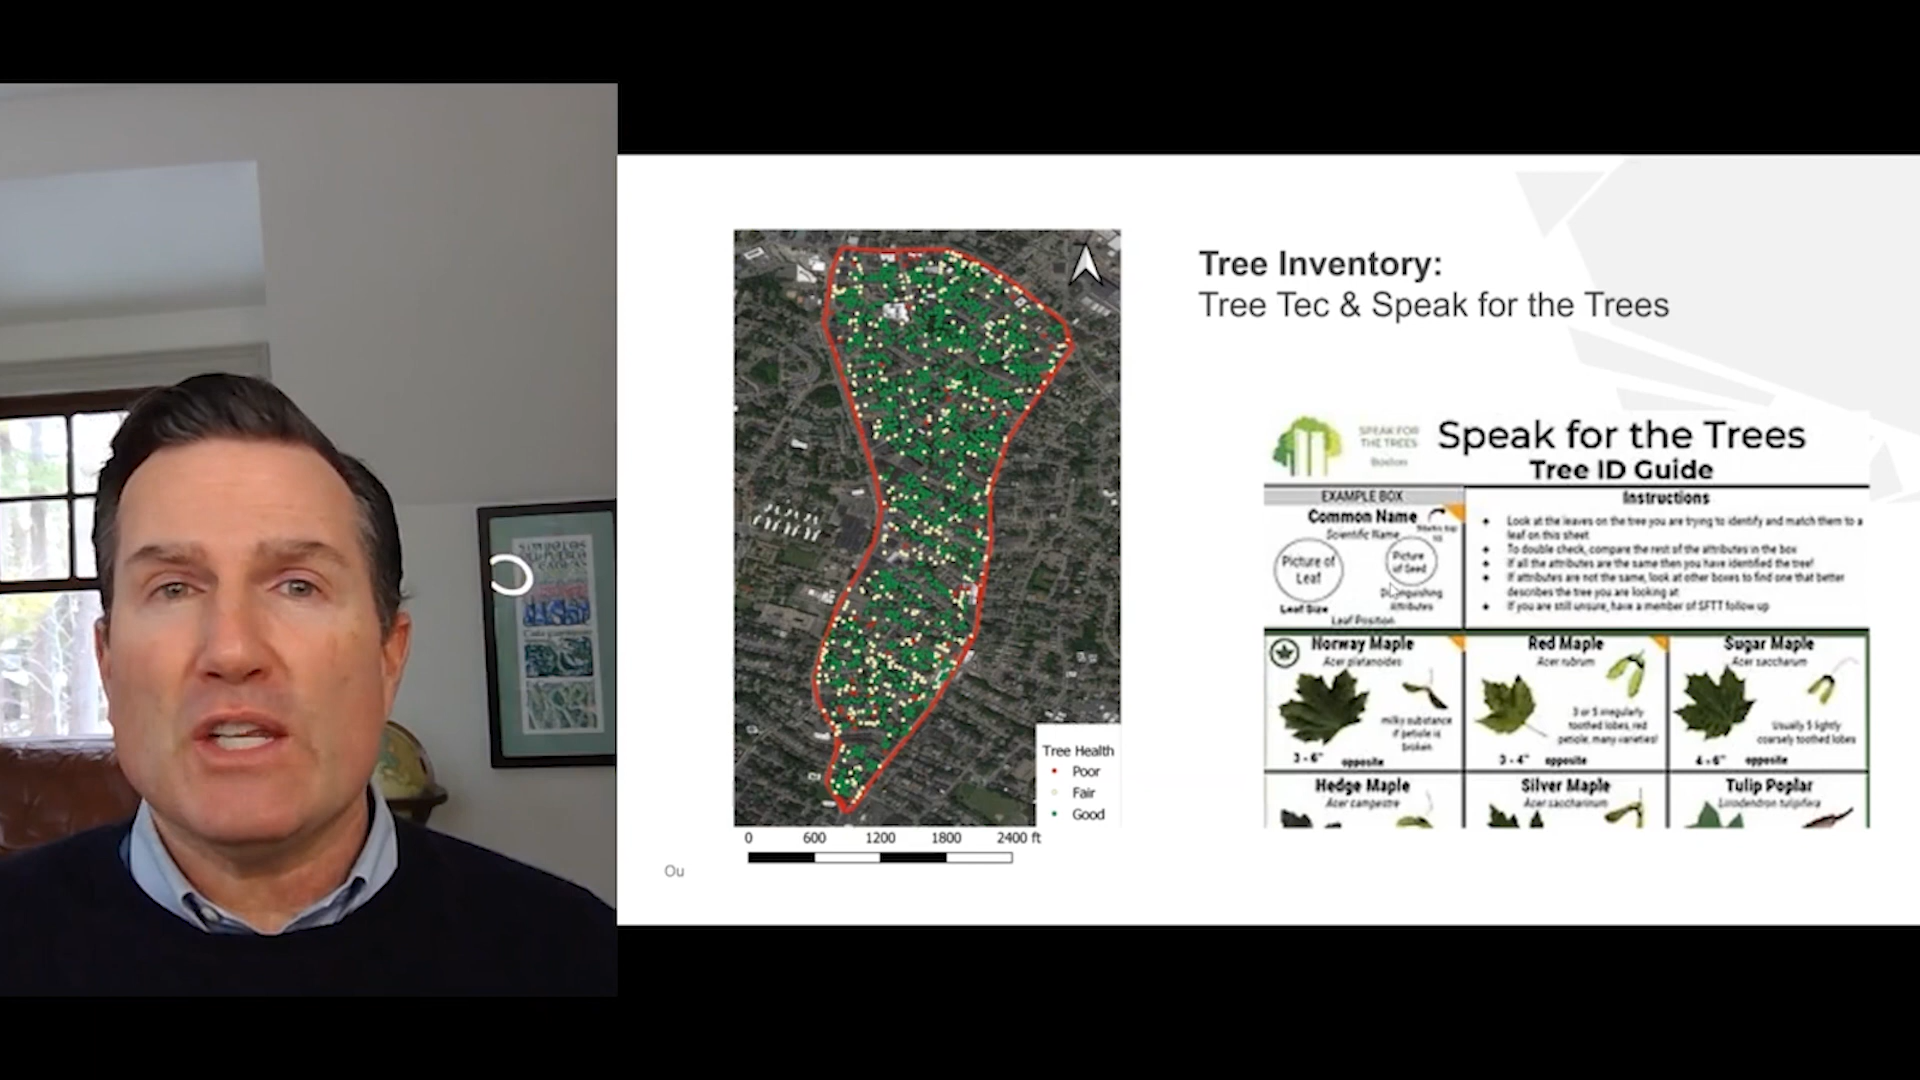 Tree Inventory:
Tree Tec & Speak for the Trees
Tree Health
Poor
Fair
Good
0 600 1200 1800 2400 ft
Ou
SPEAK FOR
THE TREES
Boston
Speak for the Trees
Tree ID Guide
EXAMPLE BOX
Common Name
Scientific Name
Picture of
Leaf
Picture
of Seed
Distinguishing
Attributes
Leaf Size
Leaf Position
Instructions
Look at the leaves on the tree you are trying to identify and match them to a
leaf on this sheet
To double check, compare the rest of the attributes in the box
If all the attributes are the same then you have identified the tree!
If attributes are not the same, look at other boxes to find one that better
describes the tree you are looking at
If you are still unsure, have a member of SFTT follow up
Norway Maple
Acer platanoides
milky substance
if petiole is
broken
3 - 6" opposite
Red Maple
Acer rubrum
3 or 5 irregularly
toothed lobes, red
petiole, many varieties!
3 - 4" opposite
Sugar Maple
Acer saccharum
Usually 5 lightly
coarsely toothed lobes
4 - 6" opposite
Hedge Maple
Acer campestre
Silver Maple
Acer saccharinum
Tulip Poplar
Liriodendron tulipifera